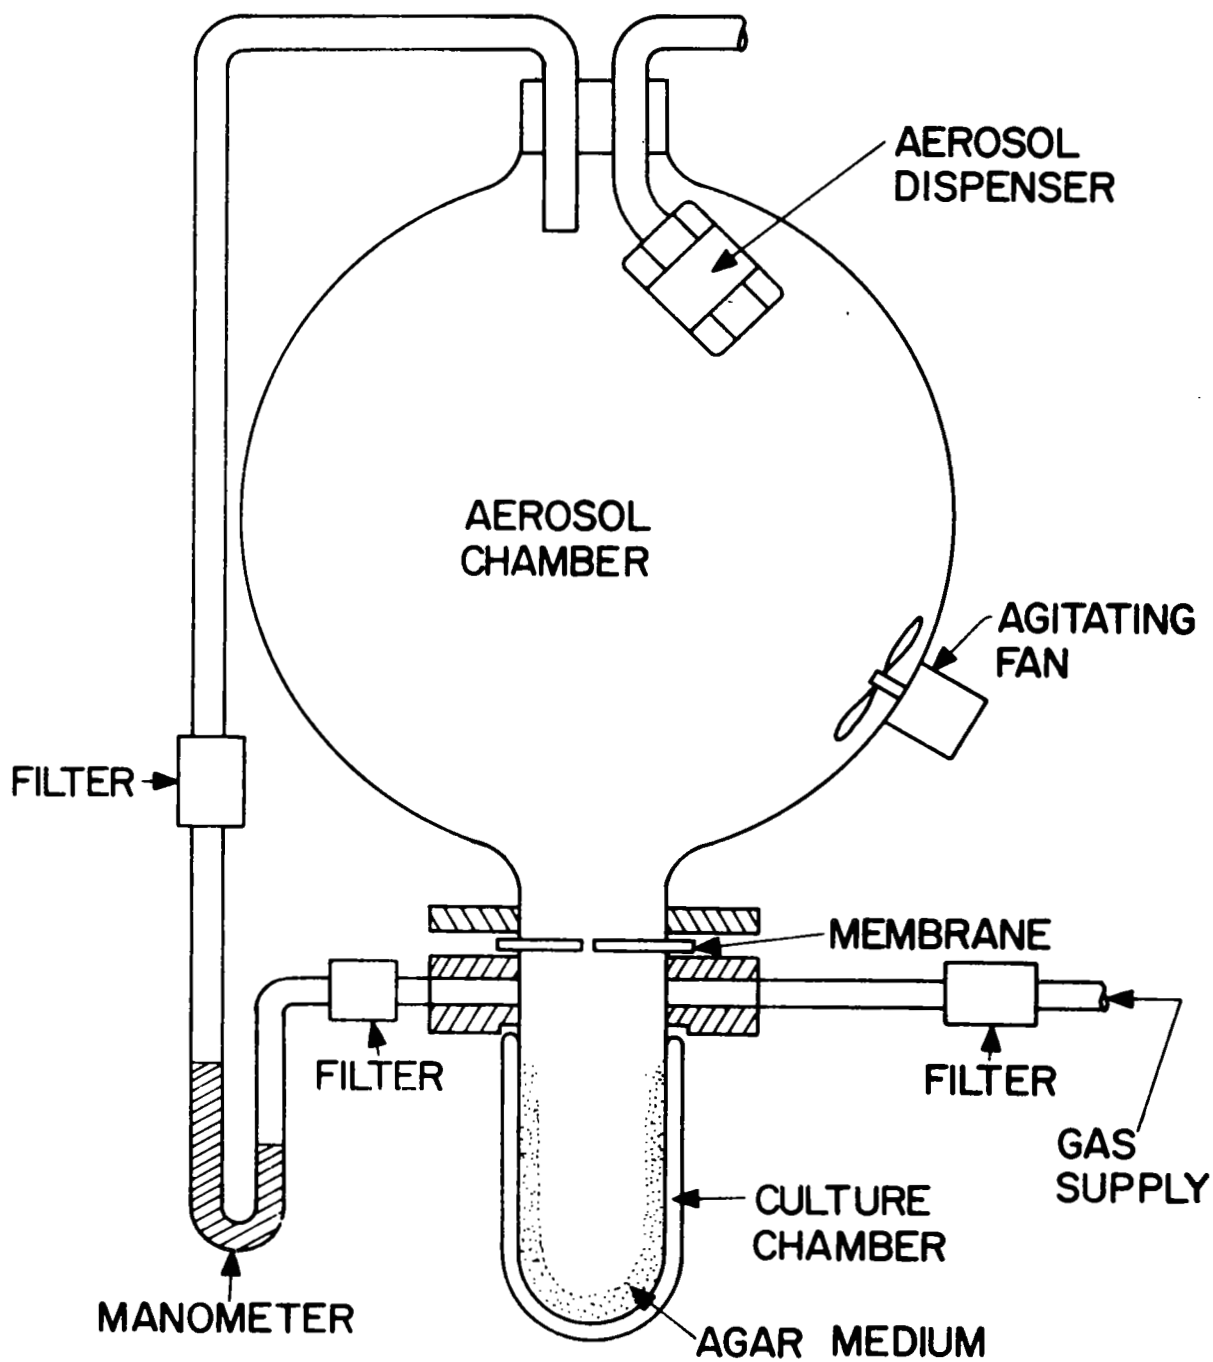 AEROSOL
DISPENSER
AEROSOL
CHAMBER
AGITATING
FAN
FILTER
MEMBRANE
FILTER
FILTER
GAS
SUPPLY
CULTURE
CHAMBER
MANOMETER
AGAR MEDIUM